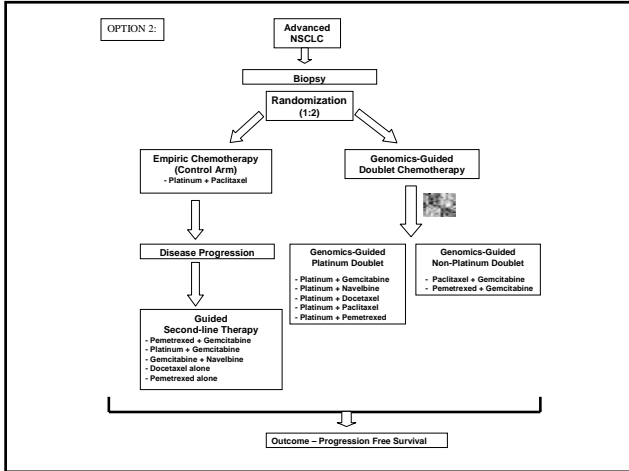 OPTION 2:
Advanced
NSCLC
Biopsy
Randomization
(1:2)
Empiric Chemotherapy
(Control Arm)
- Platinum + Paclitaxel
Genomics-Guided
Doublet Chemotherapy
Disease Progression
Genomics-Guided
Platinum Doublet
- Platinum + Gemcitabine
- Platinum + Navelbine
- Platinum + Docetaxel
- Platinum + Paclitaxel
- Platinum + Pemetrexed
Genomics-Guided
Non-Platinum Doublet
- Paclitaxel + Gemcitabine
- Pemetrexed + Gemcitabine
Guided
Second-line Therapy
- Pemetrexed + Gemcitabine
- Platinum + Gemcitabine
- Gemcitabine + Navelbine
- Docetaxel alone
- Pemetrexed alone
Outcome – Progression Free Survival